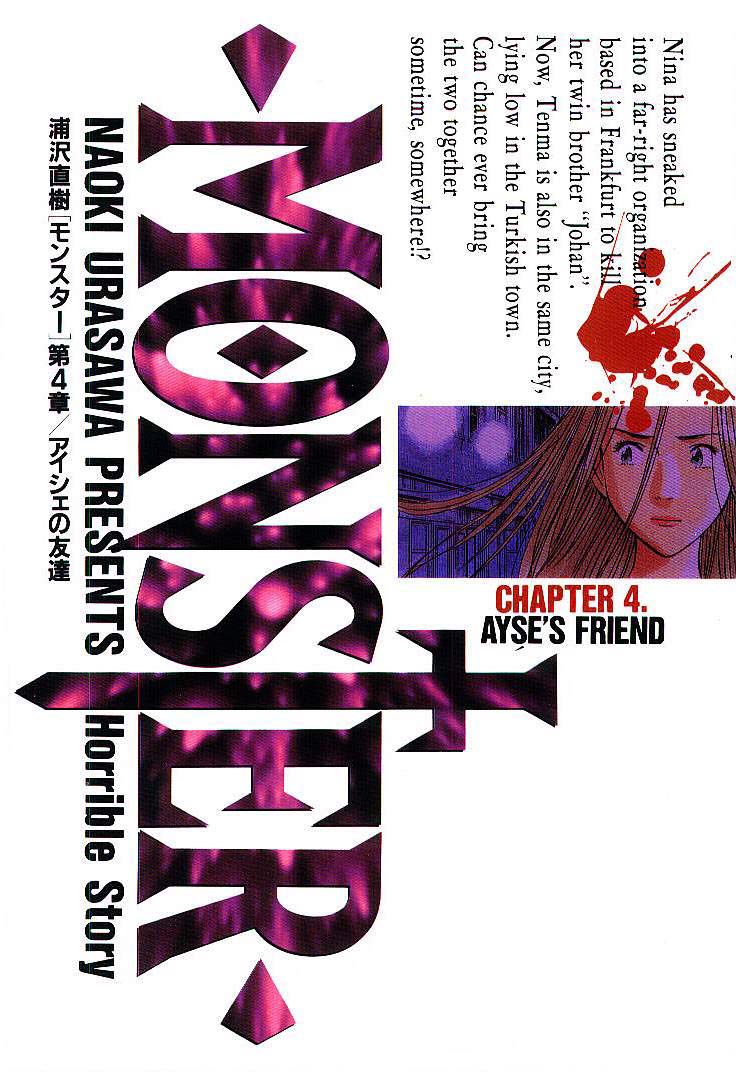 Nina has sneaked
into a far-right organization
based in Frankfurt to kill
her twin brother “Johan”.
Now, Tenma is also in the same city,
lying low in the Turkish town.
Can chance ever bring
the two together
sometime, somewhere!?
CHAPTER 4.
AYSE'S FRIEND
MONSTER
NAOKI URASAWA PRESENTS Horrible Story
浦沢直樹[モンスター]第4章/アイシェの友達